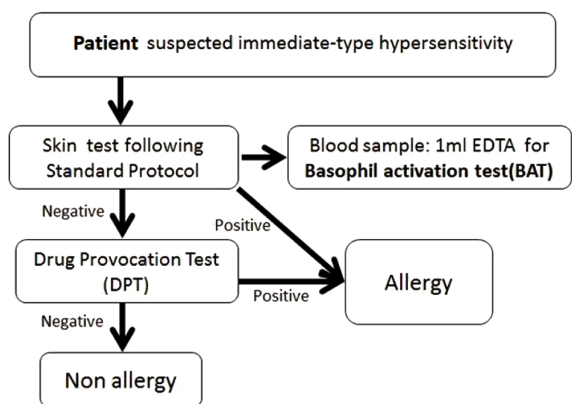 Patient suspected immediate-type hypersensitivity
Skin test following
Standard Protocol
Blood sample: 1ml EDTA for
Basophil activation test(BAT)
Negative
Positive
Drug Provocation Test
(DPT)
Positive
Allergy
Negative
Non allergy